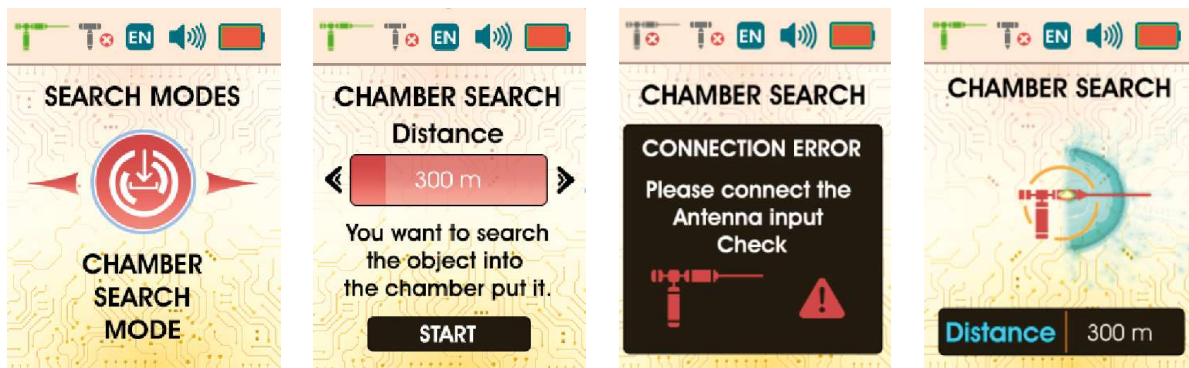 EN
SEARCH MODES
CHAMBER
SEARCH
MODE
EN
CHAMBER SEARCH
Distance
300 m
You want to search
the object into
the chamber put it.
START
EN
CHAMBER SEARCH
CONNECTION ERROR
Please connect the
Antenna input
Check
EN
CHAMBER SEARCH
Distance 300 m